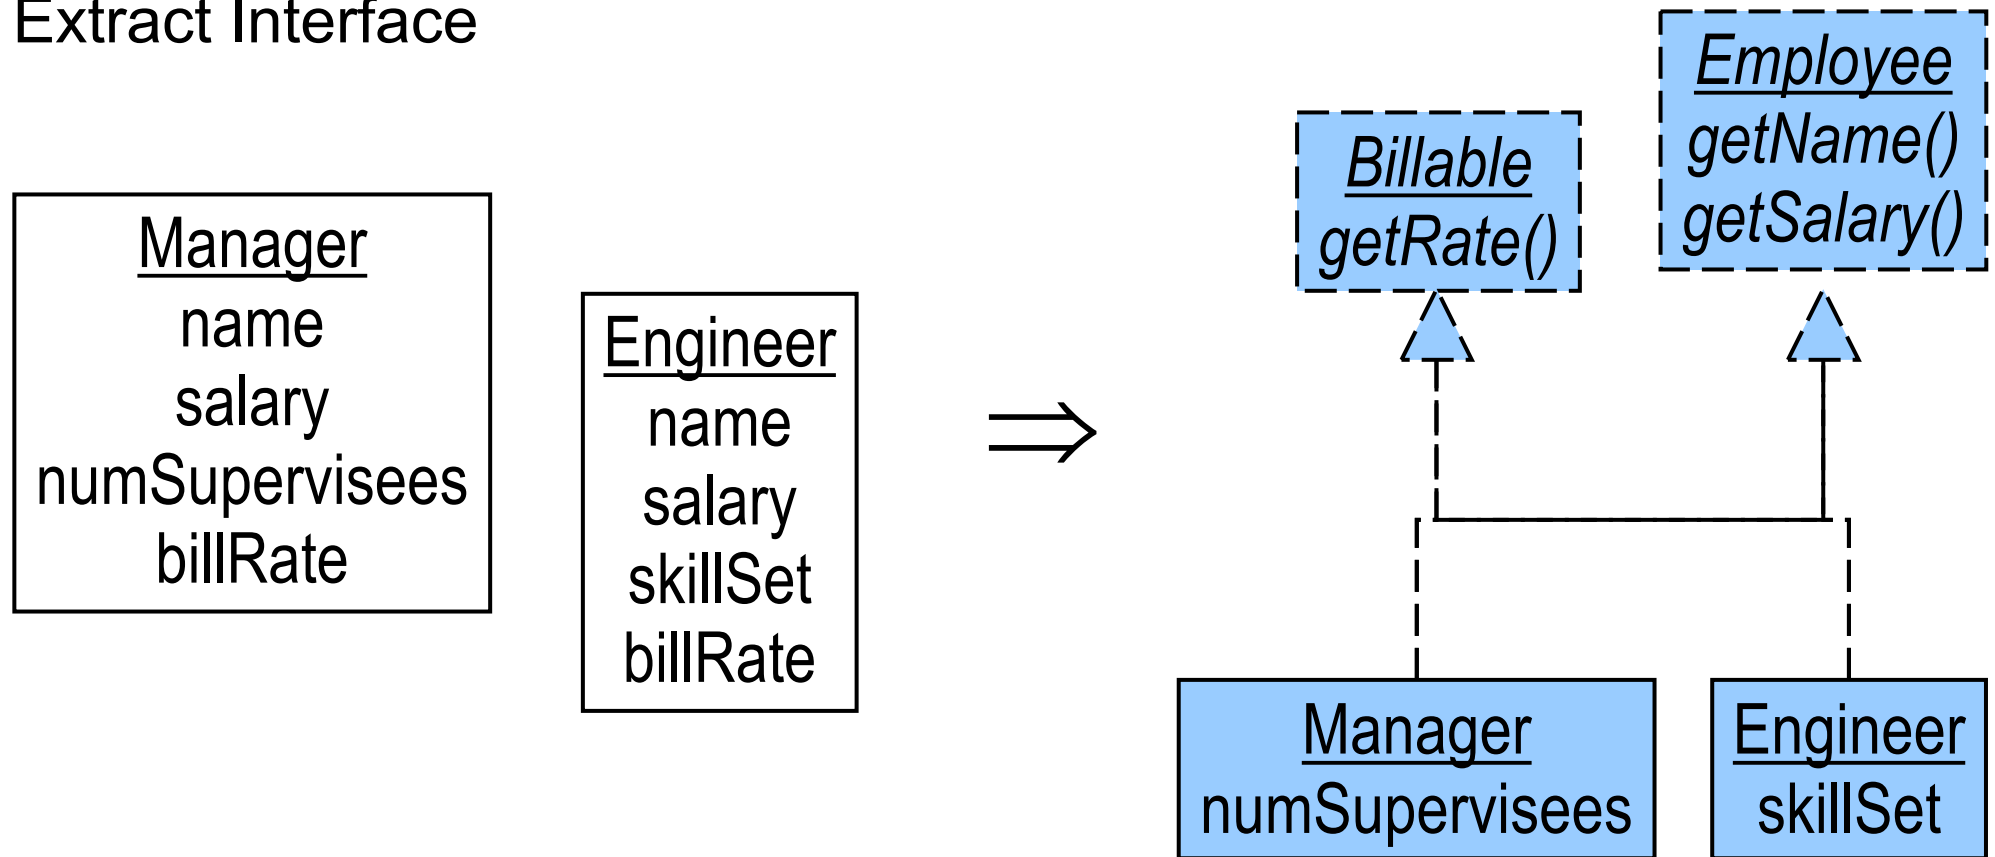 Extract Interface
Manager
name
salary
numSupervisees
billRate
Engineer
name
salary
skillSet
billRate
⇒
Billable
getRate()
Employee
getName()
getSalary()
Manager
numSupervisees
Engineer
skillSet